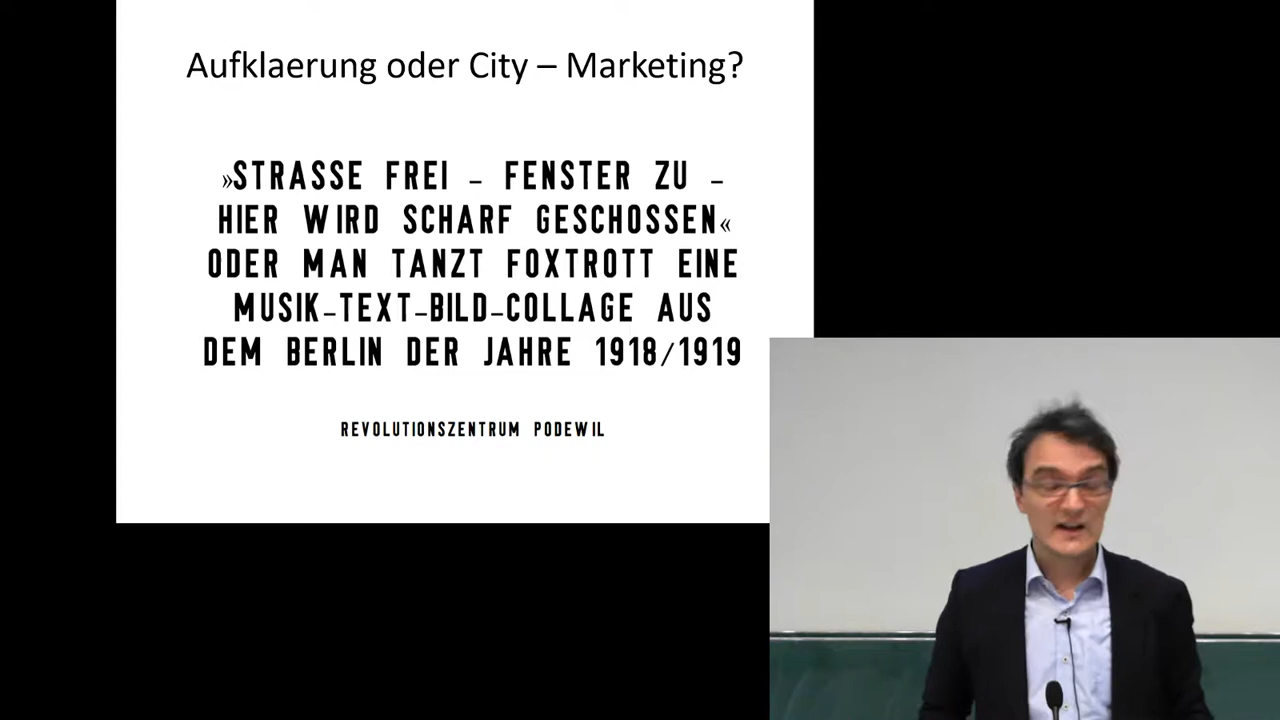 Aufklaerung oder City – Marketing?
»STRASSE FREI – FENSTER ZU –
HIER WIRD SCHARF GESCHOSSEN«
ODER MAN TANZT FOXTROTT EINE
MUSIK–TEXT–BILD–COLLAGE AUS
DEM BERLIN DER JAHRE 1918/1919
REVOLUTIONSZENTRUM PODEWIL